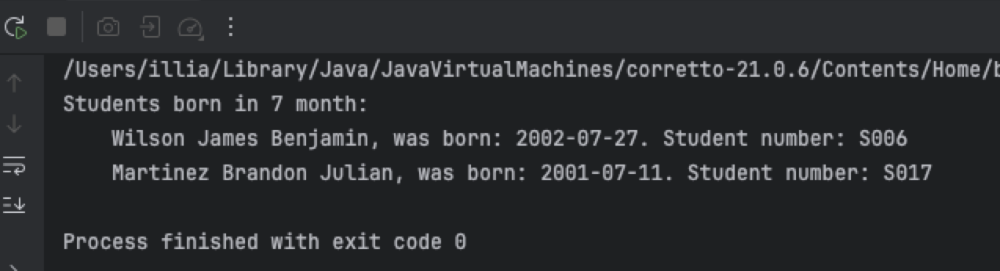 /Users/illia/Library/Java/JavaVirtualMachines/corretto-21.0.6/Contents/Home/b
Students born in 7 month:
Wilson James Benjamin, was born: 2002-07-27. Student number: S006
Martinez Brandon Julian, was born: 2001-07-11. Student number: S017
Process finished with exit code 0